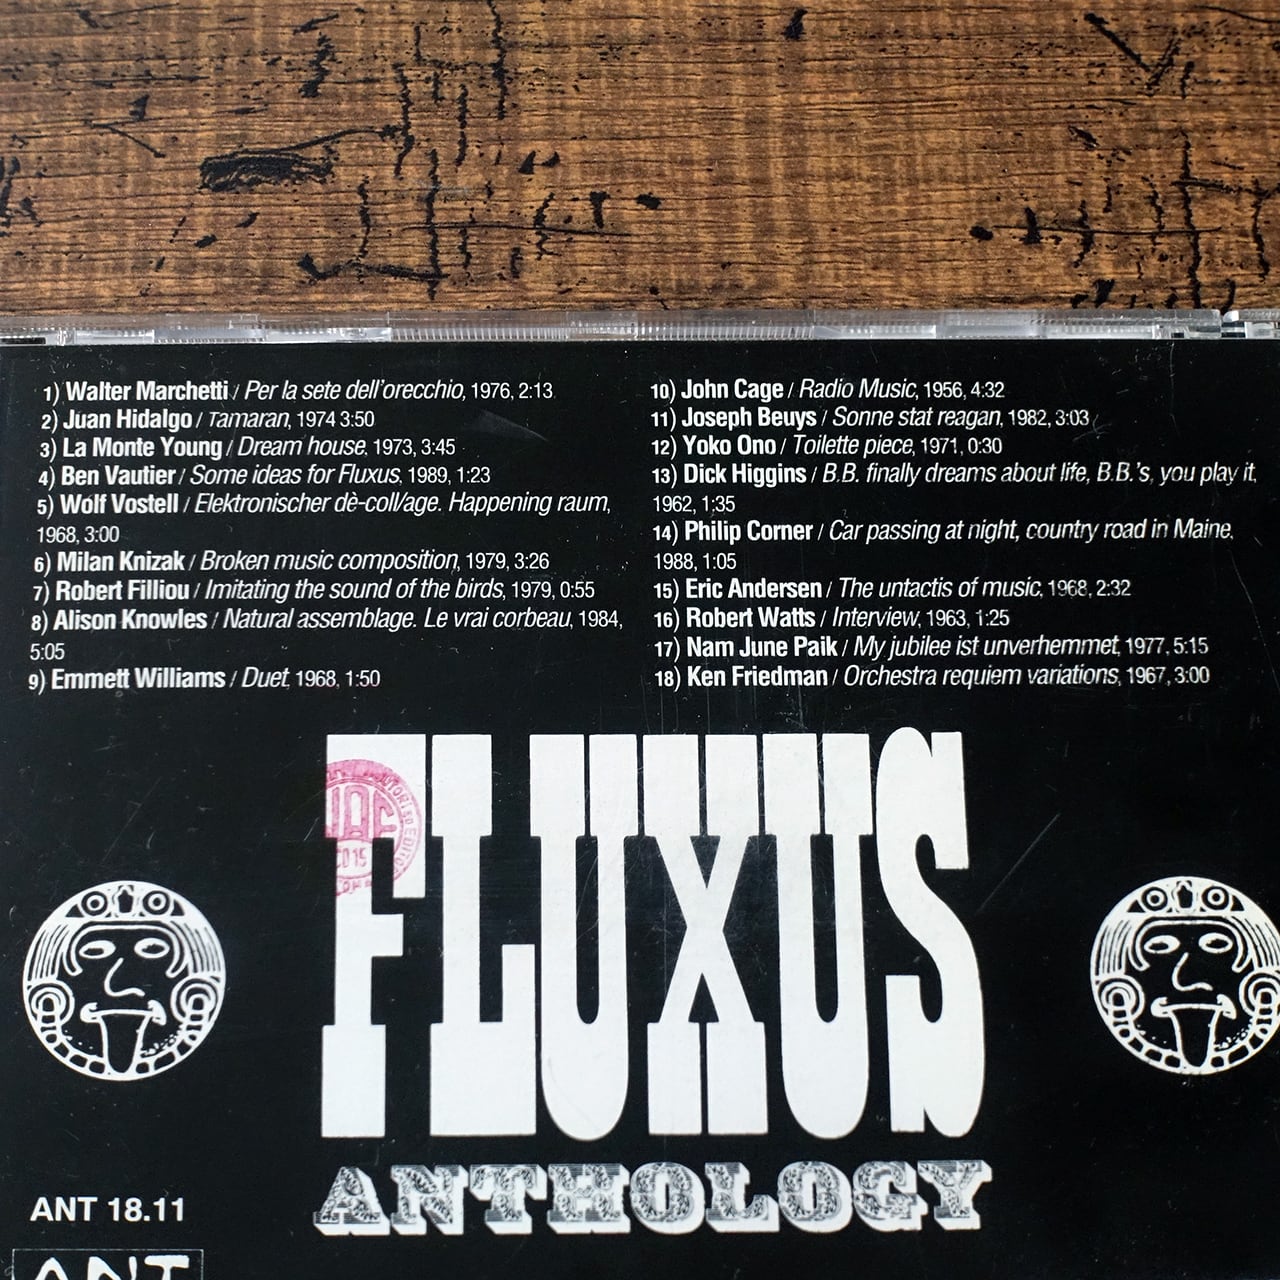 1) Walter Marchetti / Per la sete dell'orecchio, 1976, 2:13
2) Juan Hidalgo / Tamaran, 1974 3:50
3) La Monte Young / Dream house, 1973, 3:45
4) Ben Vautier / Some ideas for Fluxus, 1989, 1:23
5) Wolf Vostell / Elektronischer dè-coll/age. Happening raum,
1968, 3:00
6) Milan Knizak / Broken music composition, 1979, 3:26
7) Robert Filliou / Imitating the sound of the birds, 1979, 0:55
8) Alison Knowles / Natural assemblage. Le vrai corbeau, 1984,
5:05
9) Emmett Williams / Duet, 1968, 1:50
10) John Cage / Radio Music, 1956, 4:32
11) Joseph Beuys / Sonne stat reagan, 1982, 3:03
12) Yoko Ono / Toilette piece, 1971, 0:30
13) Dick Higgins / B.B. finally dreams about life, B.B.'s, you play it,
1962, 1:35
14) Philip Corner / Car passing at night, country road in Maine,
1988, 1:05
15) Eric Andersen / The untactis of music, 1968, 2:32
16) Robert Watts / Interview, 1963, 1:25
17) Nam June Paik / My jubilee ist unverhemmet, 1977, 5:15
18) Ken Friedman / Orchestra requiem variations, 1967, 3:00
FLUXUS
ANTHOLOGY
ANT 18.11
ANT